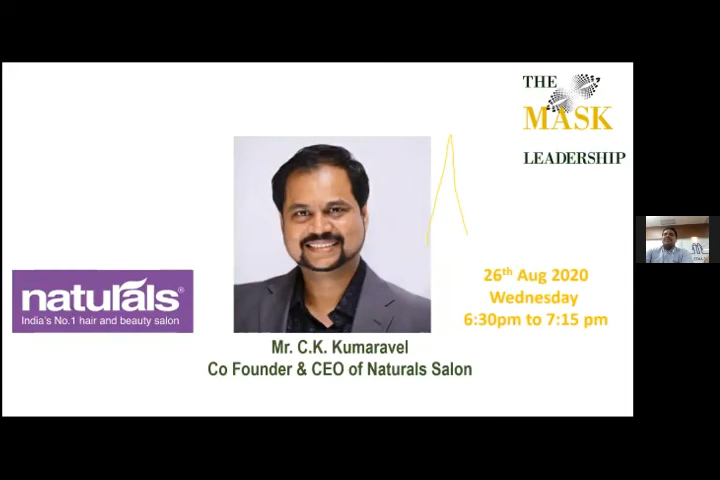 THE
MASK
LEADERSHIP
naturals®
India's No.1 hair and beauty salon
26th Aug 2020
Wednesday
6:30pm to 7:15 pm
Mr. C.K. Kumaravel
Co Founder & CEO of Naturals Salon